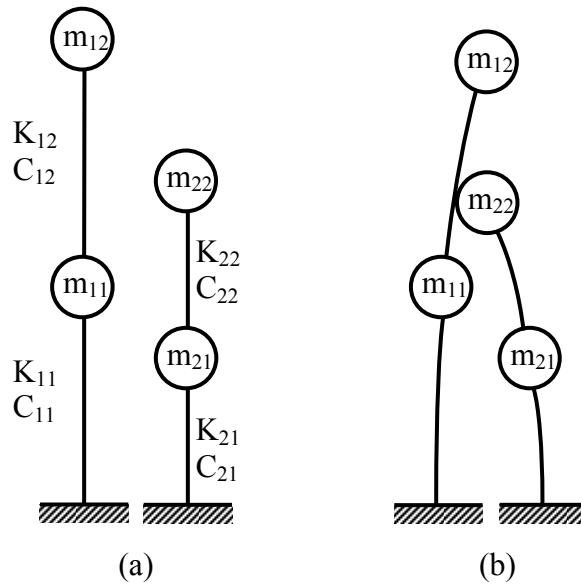 m₁₂
K₁₂
C₁₂
m₁₁
K₁₁
C₁₁
m₂₂
K₂₂
C₂₂
m₂₁
K₂₁
C₂₁
(a)
m₁₂
m₂₂
m₁₁
m₂₁
(b)